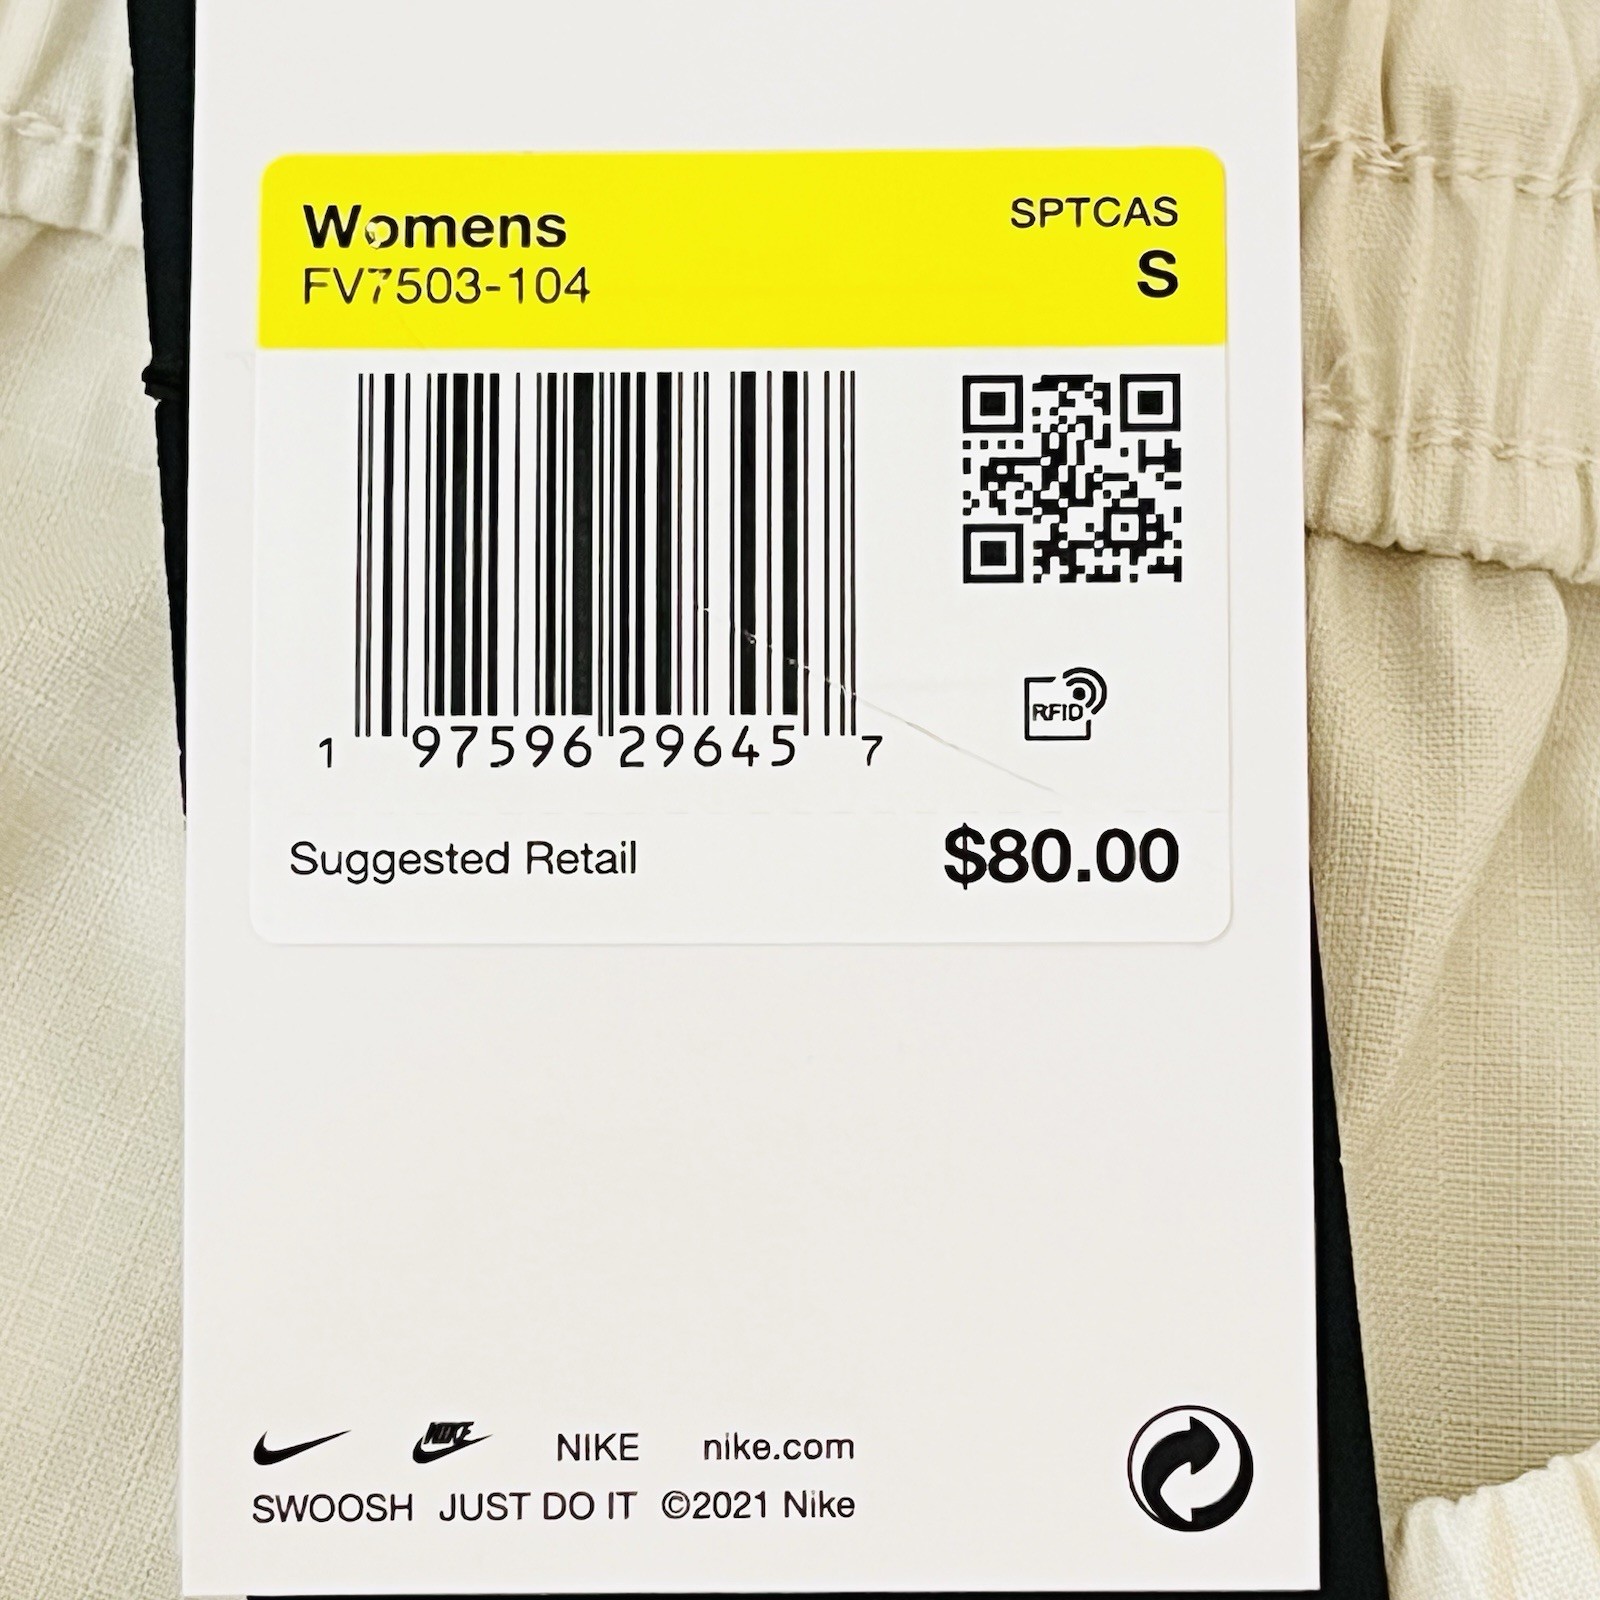 Womens
SPTCAS
FV7503-104
S
1 97596 29645 7
RFID
Suggested Retail
$80.00
NIKE NIKE nike.com
SWOOSH JUST DO IT ©2021 Nike